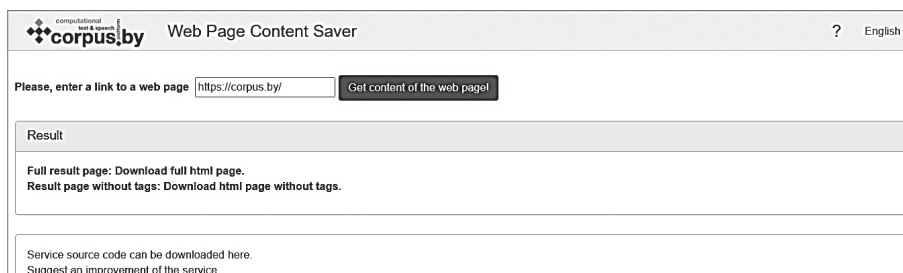 computational
text & speech
platform
corpus.by
Web Page Content Saver
?
English
Please, enter a link to a web page
https://corpus.by/
Get content of the web page!
Result
Full result page: Download full html page.
Result page without tags: Download html page without tags.
Service source code can be downloaded here.
Suggest an improvement of the service